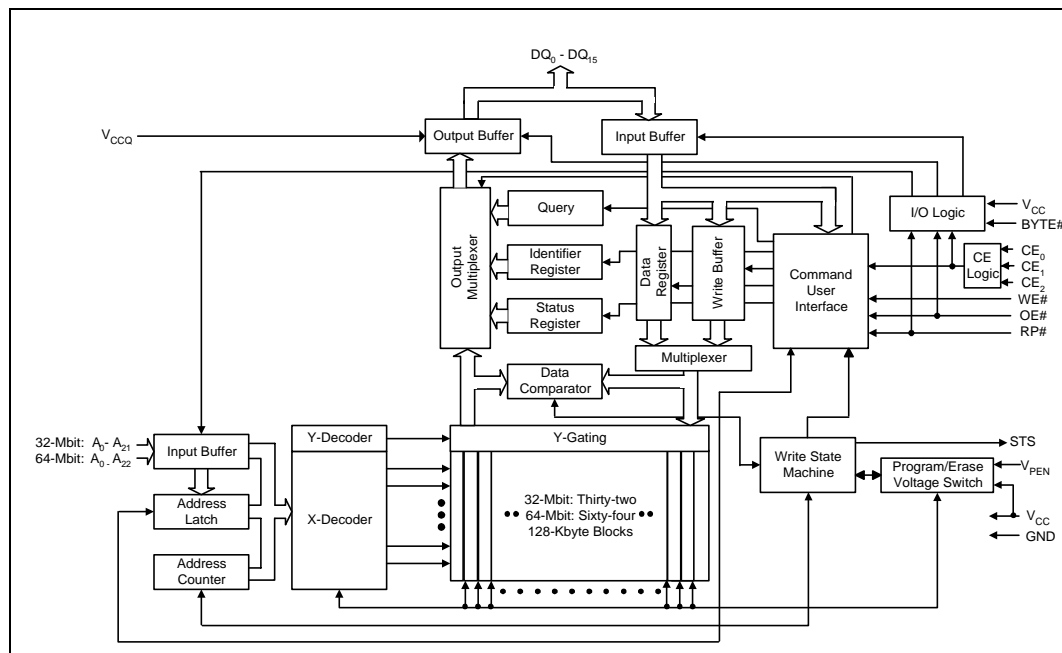 DQ0 - DQ15
VCCQ
Output Buffer
Input Buffer
Output
Multiplexer
Query
Identifier
Register
Status
Register
Data
Register
Write Buffer
Command
User
Interface
I/O Logic
VCC
BYTE#
CE
Logic
CE0
CE1
CE2
WE#
OE#
RP#
Multiplexer
Data
Comparator
32-Mbit: A0- A21
64-Mbit: A0 - A22
Input Buffer
Y-Decoder
Y-Gating
Write State
Machine
STS
Program/Erase
Voltage Switch
VPEN
Address
Latch
X-Decoder
32-Mbit: Thirty-two
64-Mbit: Sixty-four
128-Kbyte Blocks
VCC
GND
Address
Counter